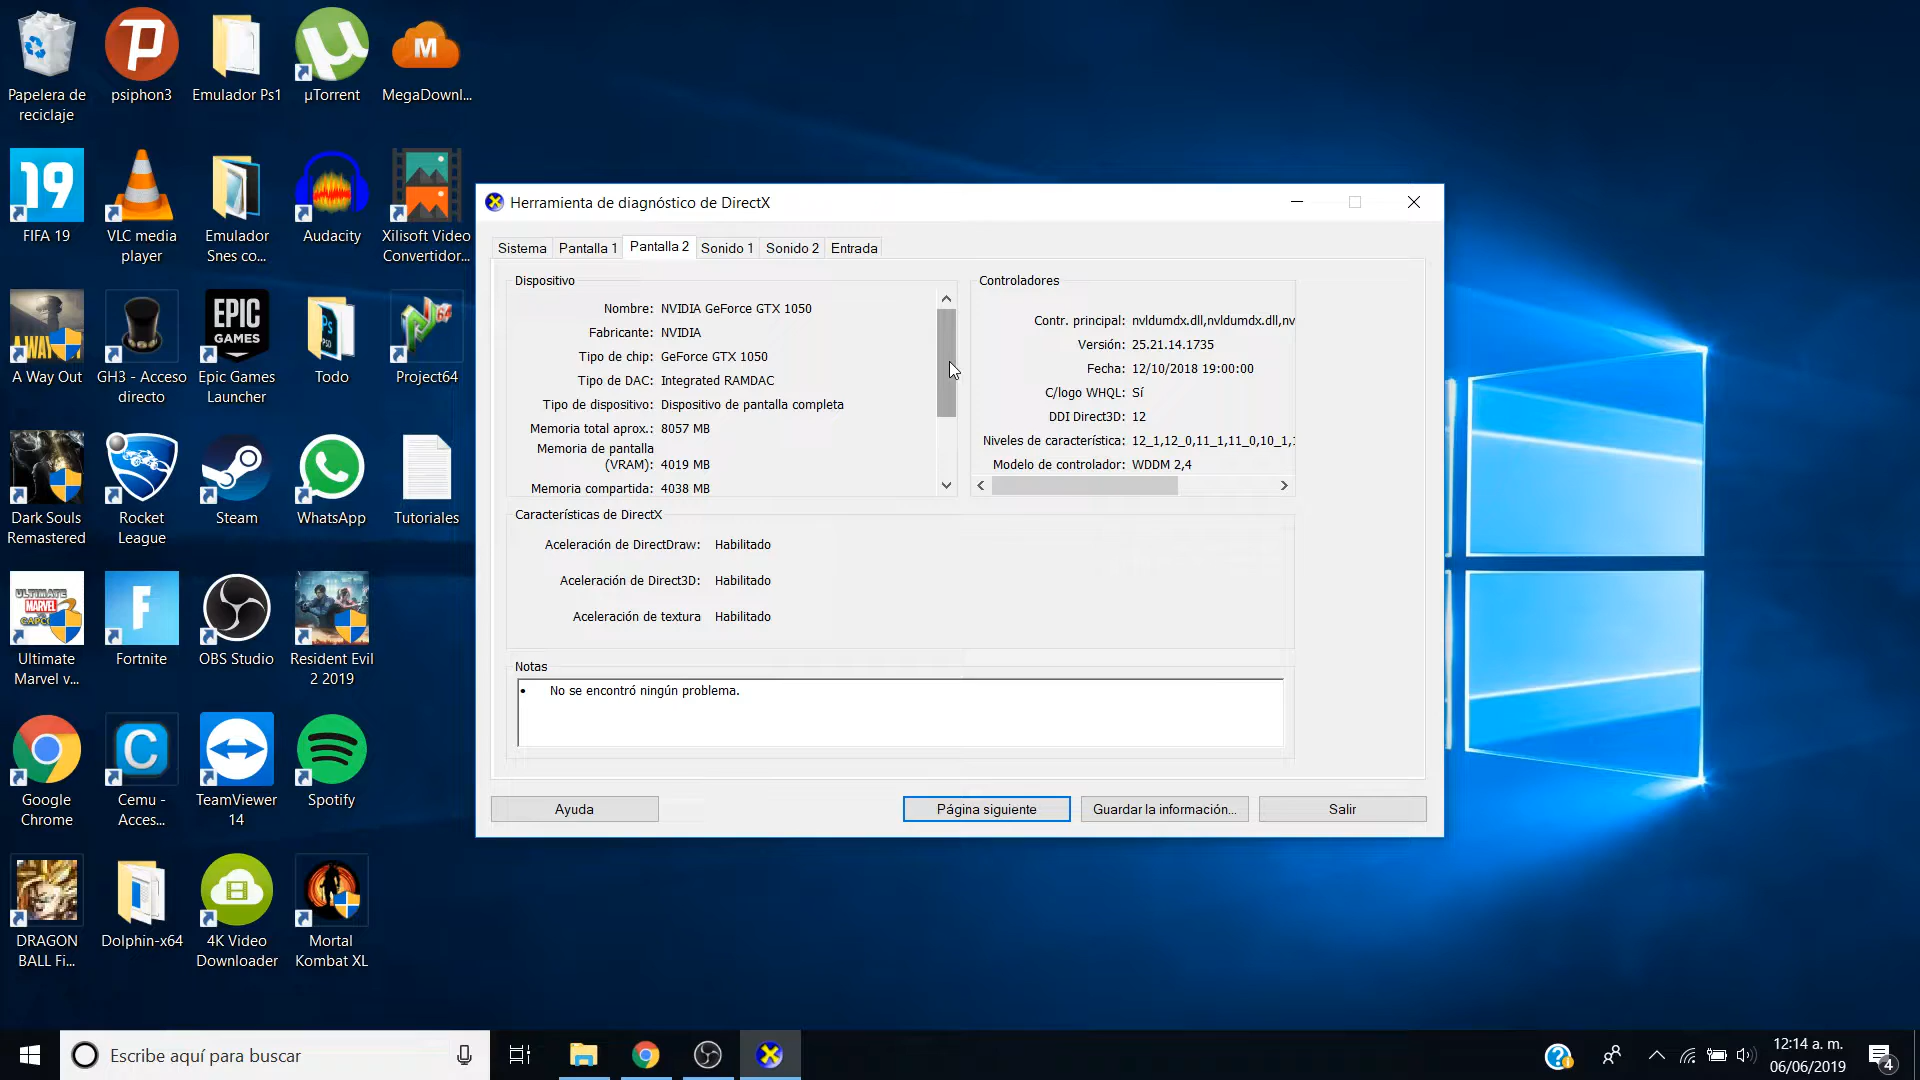 Papelera de
reciclaje
psiphon3
Emulador Ps1
µTorrent
MegaDownl...
FIFA 19
VLC media
player
Emulador
Snes co...
Audacity
Xilisoft Video
Convertidor...
A Way Out
GH3 - Acceso
directo
EPIC
GAMES
Epic Games
Launcher
Todo
Project64
Dark Souls
Remastered
Rocket
League
Steam
WhatsApp
Tutoriales
Ultimate
Marvel v...
Fortnite
OBS Studio
Resident Evil
2 2019
Google
Chrome
Cemu -
Acces...
TeamViewer
14
Spotify
DRAGON
BALL Fi...
Dolphin-x64
4K Video
Downloader
Mortal
Kombat XL
Herramienta de diagnóstico de DirectX
Sistema Pantalla 1 Pantalla 2 Sonido 1 Sonido 2 Entrada
Dispositivo
Nombre: NVIDIA GeForce GTX 1050
Fabricante: NVIDIA
Tipo de chip: GeForce GTX 1050
Tipo de DAC: Integrated RAMDAC
Tipo de dispositivo: Dispositivo de pantalla completa
Memoria total aprox.: 8057 MB
Memoria de pantalla
(VRAM): 4019 MB
Memoria compartida: 4038 MB
Controladores
Contr. principal: nvldumdx.dll,nvldumdx.dll,nv
Versión: 25.21.14.1735
Fecha: 12/10/2018 19:00:00
C/logo WHQL: Sí
DDI Direct3D: 12
Niveles de característica: 12_1,12_0,11_1,11_0,10_1,
Modelo de controlador: WDDM 2,4
Características de DirectX
Aceleración de DirectDraw: Habilitado
Aceleración de Direct3D: Habilitado
Aceleración de textura Habilitado
Notas
• No se encontró ningún problema.
Ayuda
Página siguiente
Guardar la información...
Salir
Escribe aquí para buscar
12:14 a. m.
06/06/2019
4